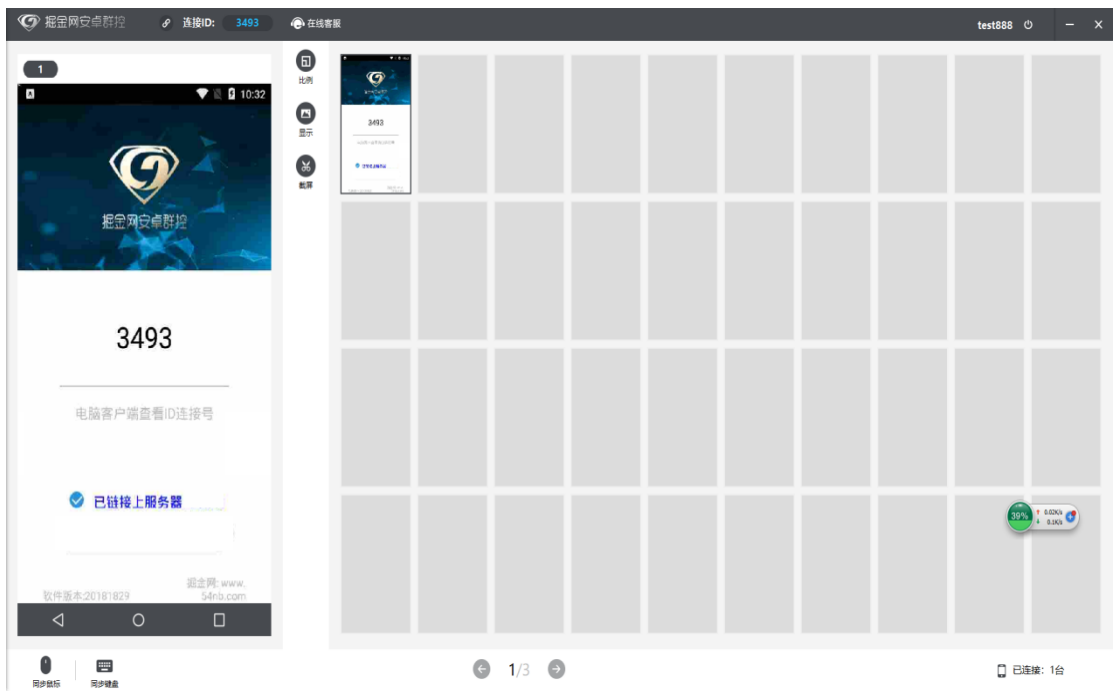 掘金网安卓群控
连接ID: 3493
在线客服
test888
1
10:32
掘金网安卓群控
3493
电脑客户端查看ID连接号
已链接上服务器
软件版本:20181829
掘金网: www.
54nb.com
比例
显示
截屏
3493
39%
0.02K/s
0.1K/s
同步鼠标
同步键盘
1/3
已连接: 1台